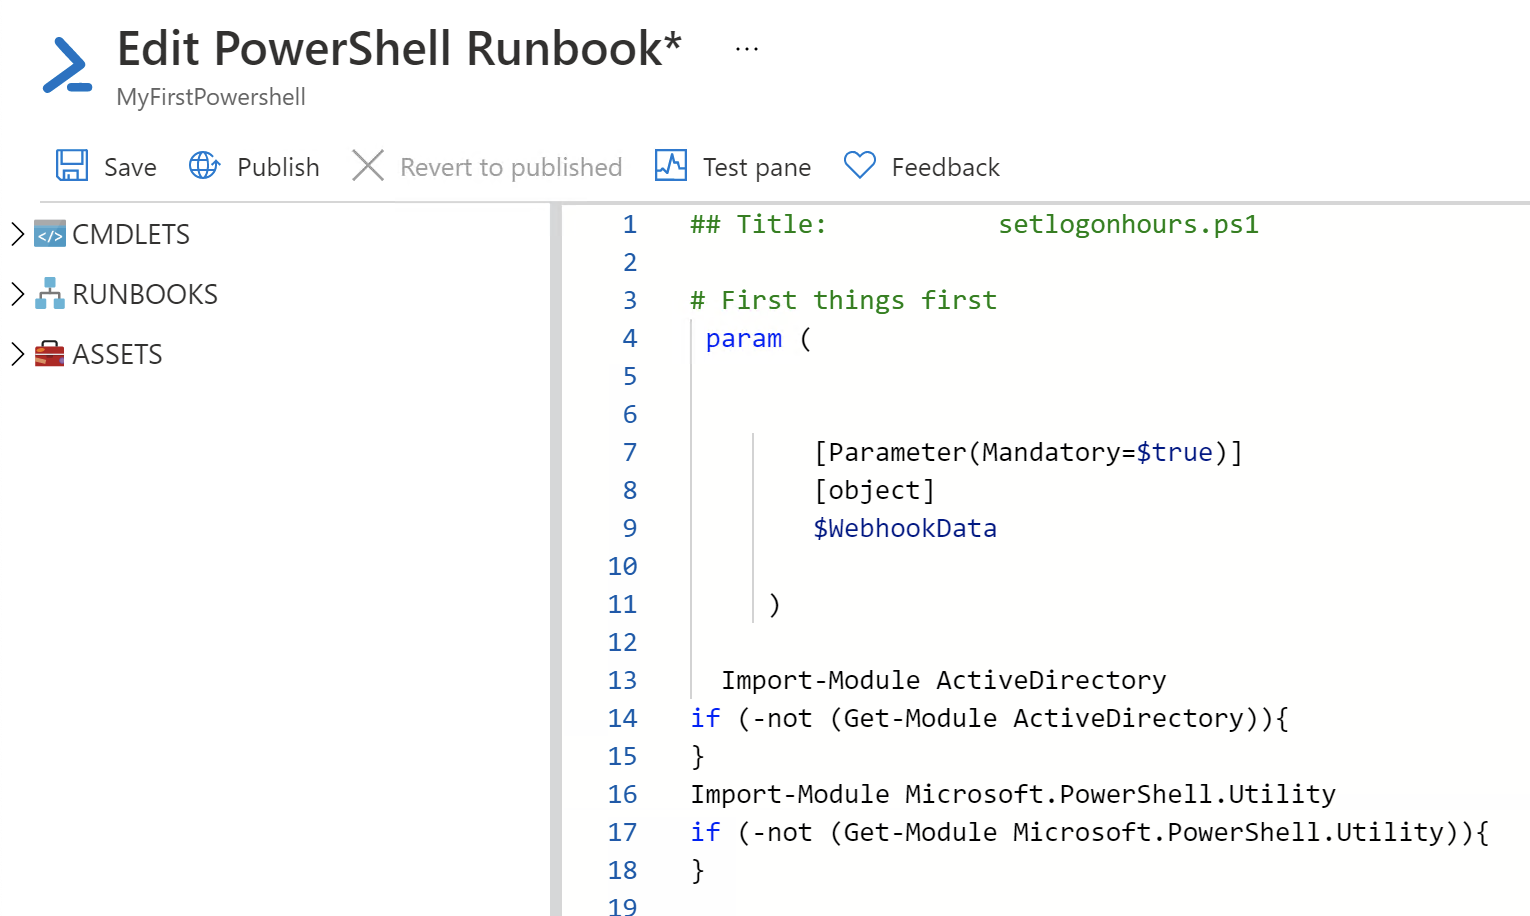 Edit PowerShell Runbook* ...
MyFirstPowershell
Save Publish Revert to published Test pane Feedback
CMDLETS
RUNBOOKS
ASSETS
1 ## Title: setlogonhours.ps1
2
3 # First things first
4 param (
5
6
7 [Parameter(Mandatory=$true)]
8 [object]
9 $WebhookData
10
11 )
12
13 Import-Module ActiveDirectory
14 if (-not (Get-Module ActiveDirectory)){
15 }
16 Import-Module Microsoft.PowerShell.Utility
17 if (-not (Get-Module Microsoft.PowerShell.Utility)){
18 }
19